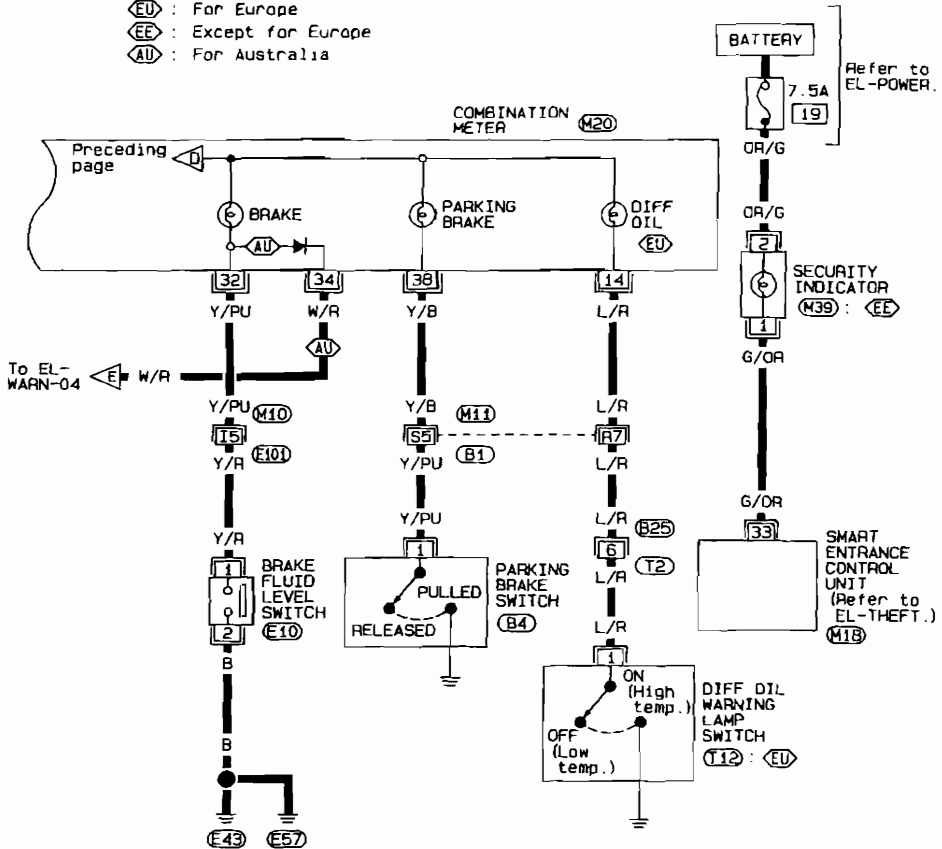 EU : For Europe
EE : Except for Europe
AU : For Australia
BATTERY
Refer to
EL-POWER.
7.5A
19
OR/G
COMBINATION
METER M20
Preceding
page
D
BRAKE
PARKING
BRAKE
DIFF
OIL
EU
AU
OR/G
2
SECURITY
INDICATOR
M39 : EE
1
G/OR
32
34
38
14
Y/PU
W/R
Y/B
L/R
AU
To EL-
WARN-04
E
W/R
Y/PU
M10
I5
Y/R
E101
Y/B
M11
S5
Y/PU
B1
L/R
R7
L/R
Y/R
Y/PU
L/R
B25
6
T2
L/R
L/R
G/OR
33
SMART
ENTRANCE
CONTROL
UNIT
(Refer to
EL-THEFT.)
M18
1
BRAKE
FLUID
LEVEL
SWITCH
E10
2
B
B
E43
E57
1
PULLED
RELEASED
PARKING
BRAKE
SWITCH
B4
1
ON
(High
temp.)
OFF
(Low
temp.)
DIFF OIL
WARNING
LAMP
SWITCH
T12 : EU